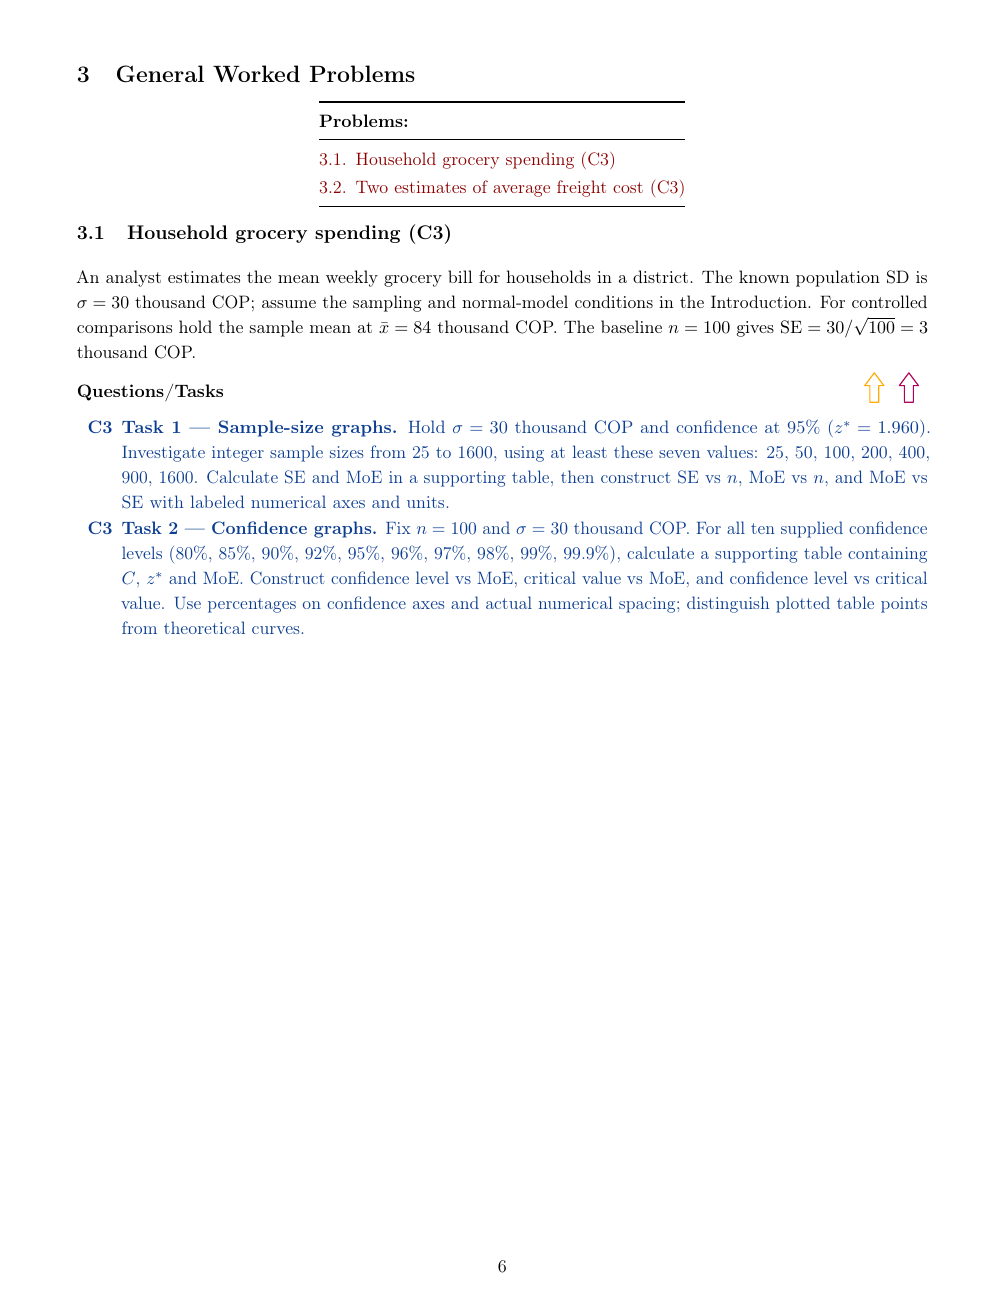 3 General Worked Problems
Problems:
3.1. Household grocery spending (C3)
3.2. Two estimates of average freight cost (C3)
3.1 Household grocery spending (C3)
An analyst estimates the mean weekly grocery bill for households in a district. The known population SD is
σ = 30 thousand COP; assume the sampling and normal-model conditions in the Introduction. For controlled
comparisons hold the sample mean at x̄ = 84 thousand COP. The baseline n = 100 gives SE = 30/√100 = 3
thousand COP.
Questions/Tasks
C3 Task 1 — Sample-size graphs. Hold σ = 30 thousand COP and confidence at 95% (z* = 1.960).
Investigate integer sample sizes from 25 to 1600, using at least these seven values: 25, 50, 100, 200, 400,
900, 1600. Calculate SE and MoE in a supporting table, then construct SE vs n, MoE vs n, and MoE vs
SE with labeled numerical axes and units.
C3 Task 2 — Confidence graphs. Fix n = 100 and σ = 30 thousand COP. For all ten supplied confidence
levels (80%, 85%, 90%, 92%, 95%, 96%, 97%, 98%, 99%, 99.9%), calculate a supporting table containing
C, z* and MoE. Construct confidence level vs MoE, critical value vs MoE, and confidence level vs critical
value. Use percentages on confidence axes and actual numerical spacing; distinguish plotted table points
from theoretical curves.
6